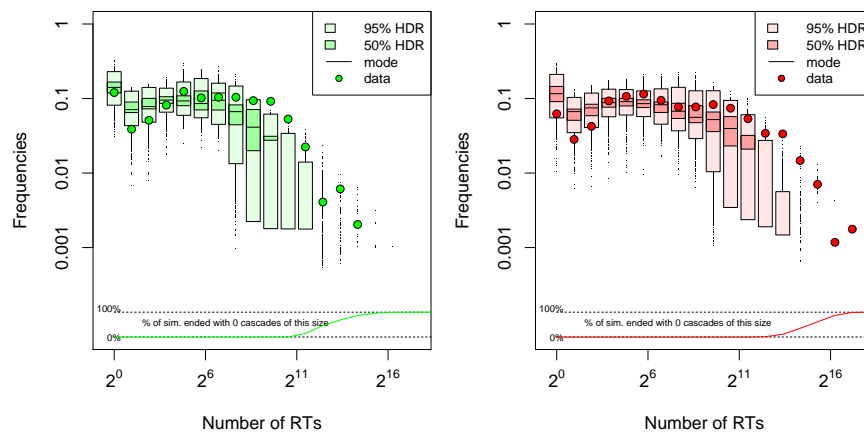 1
0.1
0.01
0.001
Frequencies
95% HDR
50% HDR
mode
data
100%
% of sim. ended with 0 cascades of this size
0%
2^0
2^6
2^11
2^16
Number of RTs
1
0.1
0.01
0.001
Frequencies
95% HDR
50% HDR
mode
data
100%
% of sim. ended with 0 cascades of this size
0%
2^0
2^6
2^11
2^16
Number of RTs